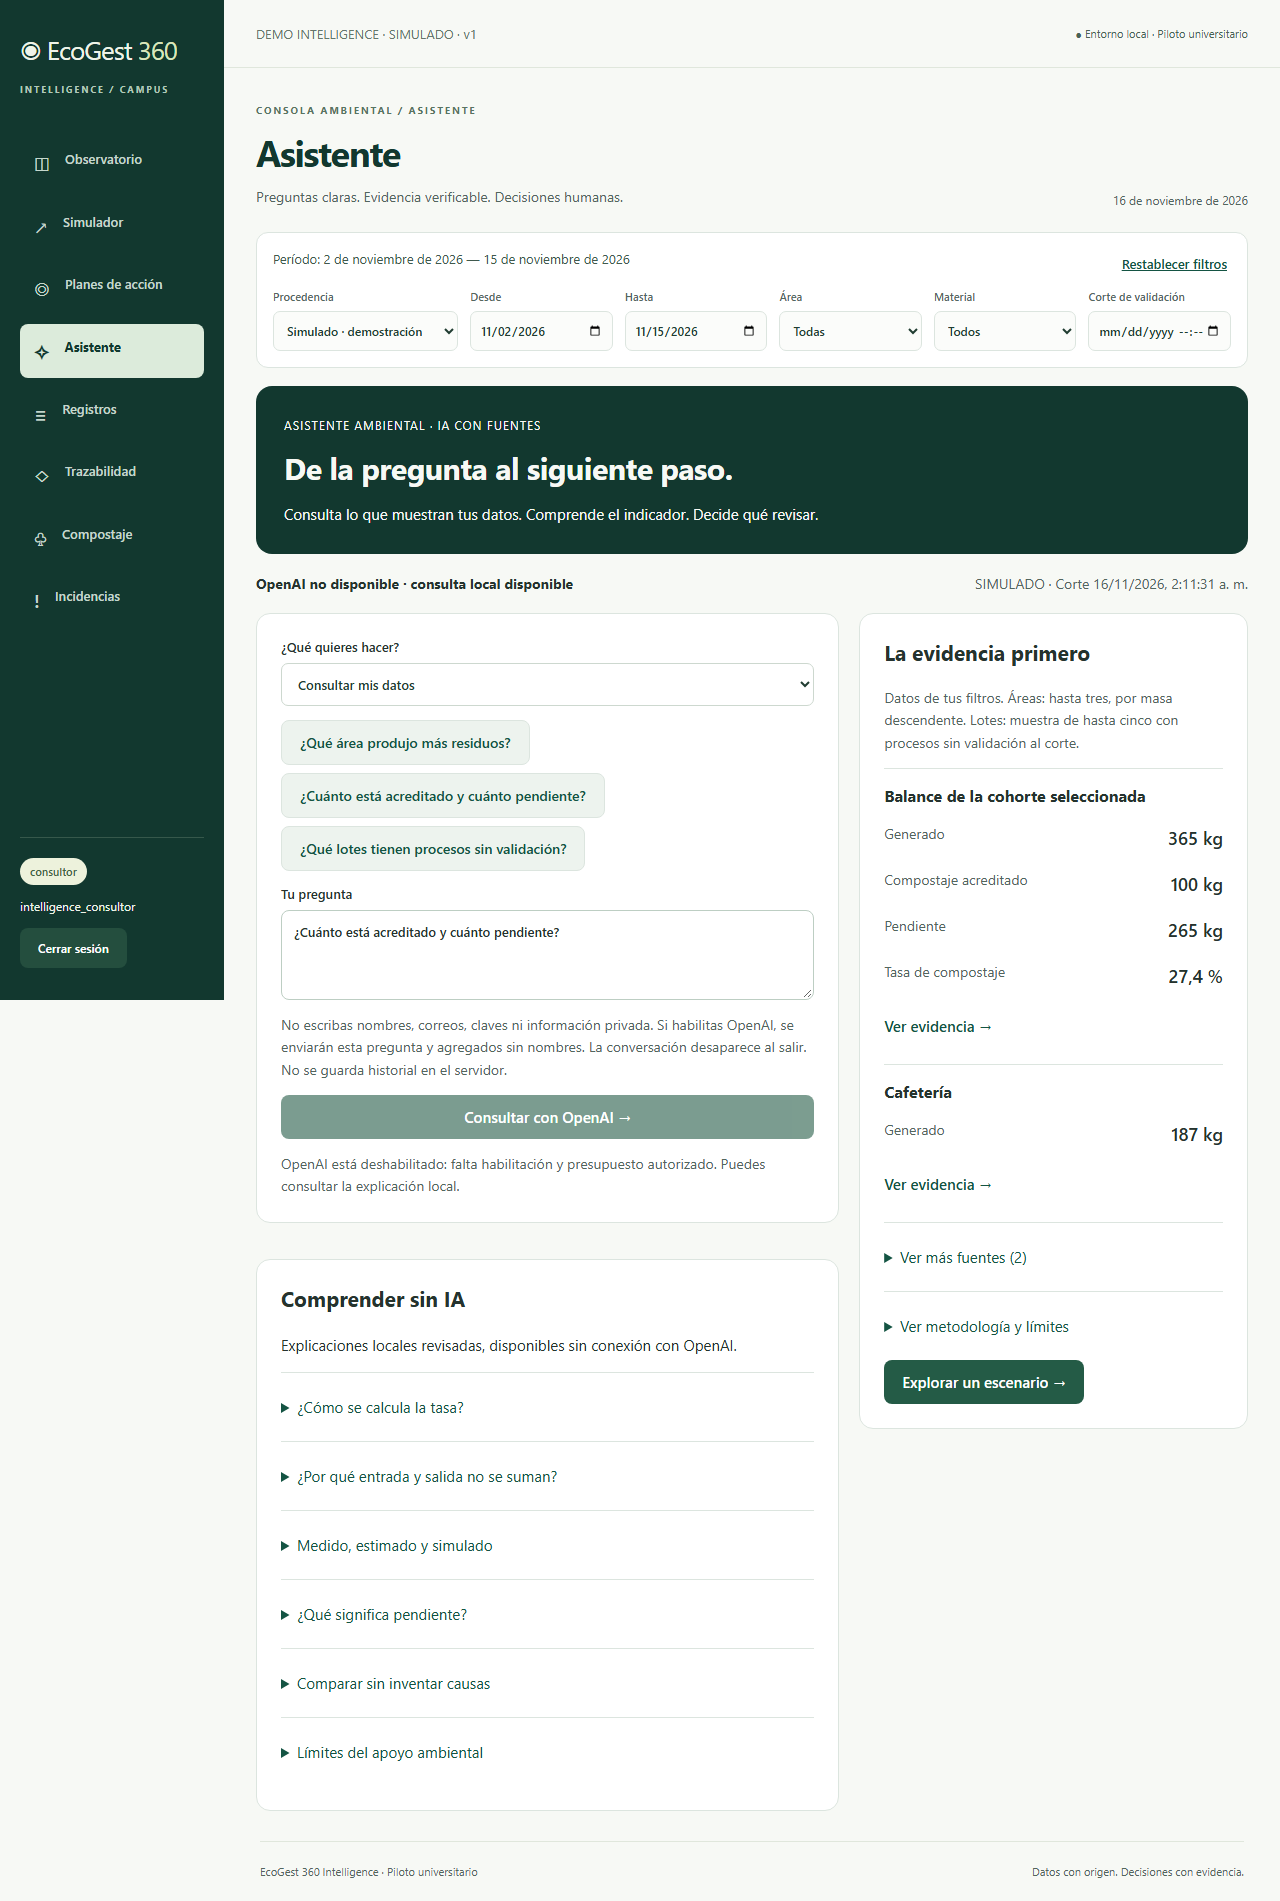 EcoGest 360
INTELLIGENCE / CAMPUS
Observatorio
Simulador
Planes de acción
Asistente
Registros
Trazabilidad
Compostaje
Incidencias
consultor
intelligence_consultor
Cerrar sesión
DEMO INTELLIGENCE · SIMULADO · v1
● Entorno local · Piloto universitario
CONSOLA AMBIENTAL / ASISTENTE
Asistente
Preguntas claras. Evidencia verificable. Decisiones humanas.
16 de noviembre de 2026
Período: 2 de noviembre de 2026 — 15 de noviembre de 2026
Restablecer filtros
Procedencia
Desde
Hasta
Área
Material
Corte de validación
Simulado · demostración
11/02/2026
11/15/2026
Todas
Todos
mm/dd/yyyy --:--
ASISTENTE AMBIENTAL · IA CON FUENTES
De la pregunta al siguiente paso.
Consulta lo que muestran tus datos. Comprende el indicador. Decide qué revisar.
OpenAI no disponible · consulta local disponible
SIMULADO · Corte 16/11/2026, 2:11:31 a. m.
¿Qué quieres hacer?
Consultar mis datos
¿Qué área produjo más residuos?
¿Cuánto está acreditado y cuánto pendiente?
¿Qué lotes tienen procesos sin validación?
Tu pregunta
¿Cuánto está acreditado y cuánto pendiente?
No escribas nombres, correos, claves ni información privada. Si habilitas OpenAI, se
enviarán esta pregunta y agregados sin nombres. La conversación desaparece al salir.
No se guarda historial en el servidor.
Consultar con OpenAI →
OpenAI está deshabilitado: falta habilitación y presupuesto autorizado. Puedes
consultar la explicación local.
Comprender sin IA
Explicaciones locales revisadas, disponibles sin conexión con OpenAI.
¿Cómo se calcula la tasa?
¿Por qué entrada y salida no se suman?
Medido, estimado y simulado
¿Qué significa pendiente?
Comparar sin inventar causas
Límites del apoyo ambiental
La evidencia primero
Datos de tus filtros. Áreas: hasta tres, por masa
descendente. Lotes: muestra de hasta cinco con
procesos sin validación al corte.
Balance de la cohorte seleccionada
Generado
365 kg
Compostaje acreditado
100 kg
Pendiente
265 kg
Tasa de compostaje
27,4 %
Ver evidencia →
Cafetería
Generado
187 kg
Ver evidencia →
Ver más fuentes (2)
Ver metodología y límites
Explorar un escenario →
EcoGest 360 Intelligence · Piloto universitario
Datos con origen. Decisiones con evidencia.